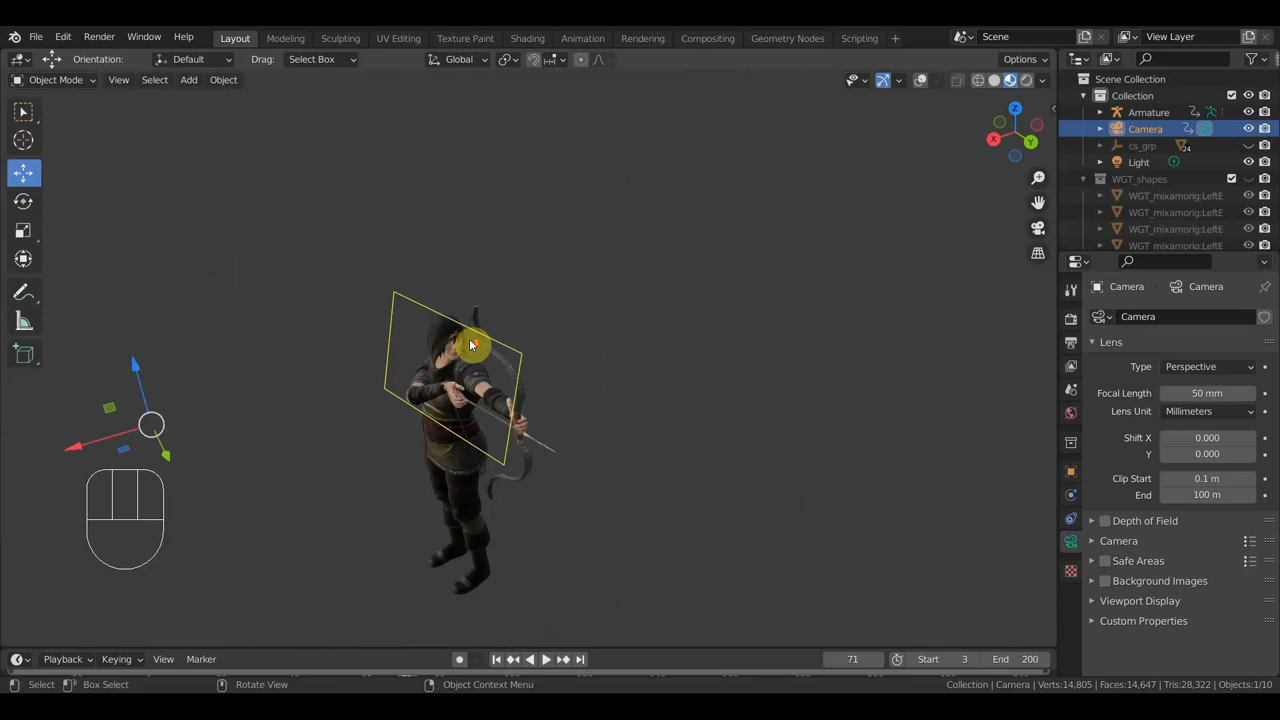 File Edit Render Window Help Layout Modeling Sculpting UV Editing Texture Paint Shading Animation Rendering Compositing Geometry Nodes Scripting + Scene View Layer
Orientation: Default Drag: Select Box Global Options
Object Mode View Select Add Object
Scene Collection
Collection
Armature
Camera
cs_grp 24
Light
WGT_shapes
WGT_mixamorig:LeftE
WGT_mixamorig:LeftE
WGT_mixamorig:LeftE
WGT_mixamorig:LeftE
Z
X
Y
Camera Camera
Camera
Lens
Type Perspective
Focal Length 50 mm
Lens Unit Millimeters
Shift X 0.000
Y 0.000
Clip Start 0.1 m
End 100 m
Depth of Field
Camera
Safe Areas
Background Images
Viewport Display
Custom Properties
Playback Keying View Marker 71 Start 3 End 200
Select Box Select Rotate View Object Context Menu Collection | Camera | Verts:14,805 | Faces:14,647 | Tris:28,322 | Objects:1/10